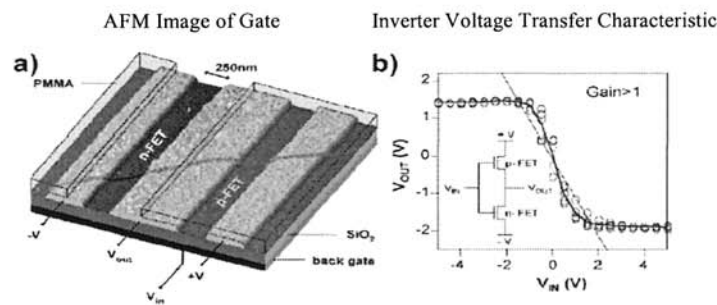 AFM Image of Gate
Inverter Voltage Transfer Characteristic
a)
PMMA
250nm
n-FET
p-FET
-V
Vout
Vin
+V
SiO2
back gate
b)
Gain>1
2
1
0
-1
-2
VOUT (V)
+V
p-FET
VIN
VOUT
n-FET
-V
-4
-2
0
2
4
VIN (V)